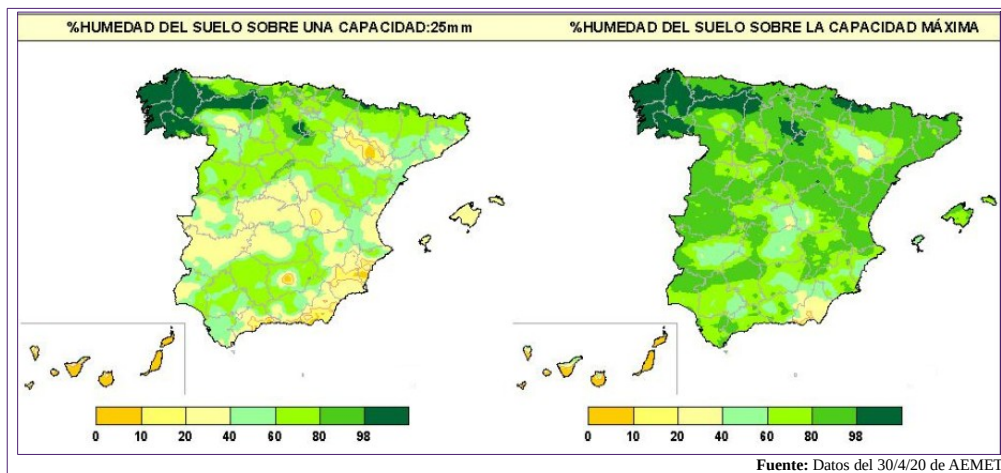 %HUMEDAD DEL SUELO SOBRE UNA CAPACIDAD:25mm
%HUMEDAD DEL SUELO SOBRE LA CAPACIDAD MÁXIMA
0 10 20 40 60 80 98
0 10 20 40 60 80 98
Fuente: Datos del 30/4/20 de AEMET